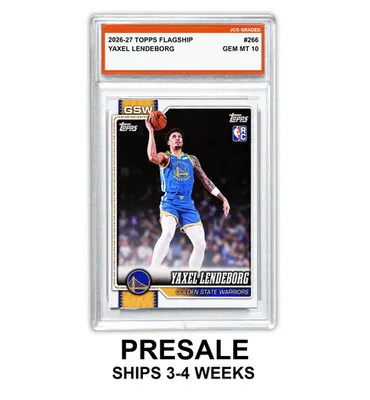 JCG GRADED
2026-27 TOPPS FLAGSHIP #266
YAXEL LENDEBORG GEM MT 10
GSW
Topps
Topps
RC
YAXEL LENDEBORG
GOLDEN STATE WARRIORS
PRESALE
SHIPS 3-4 WEEKS